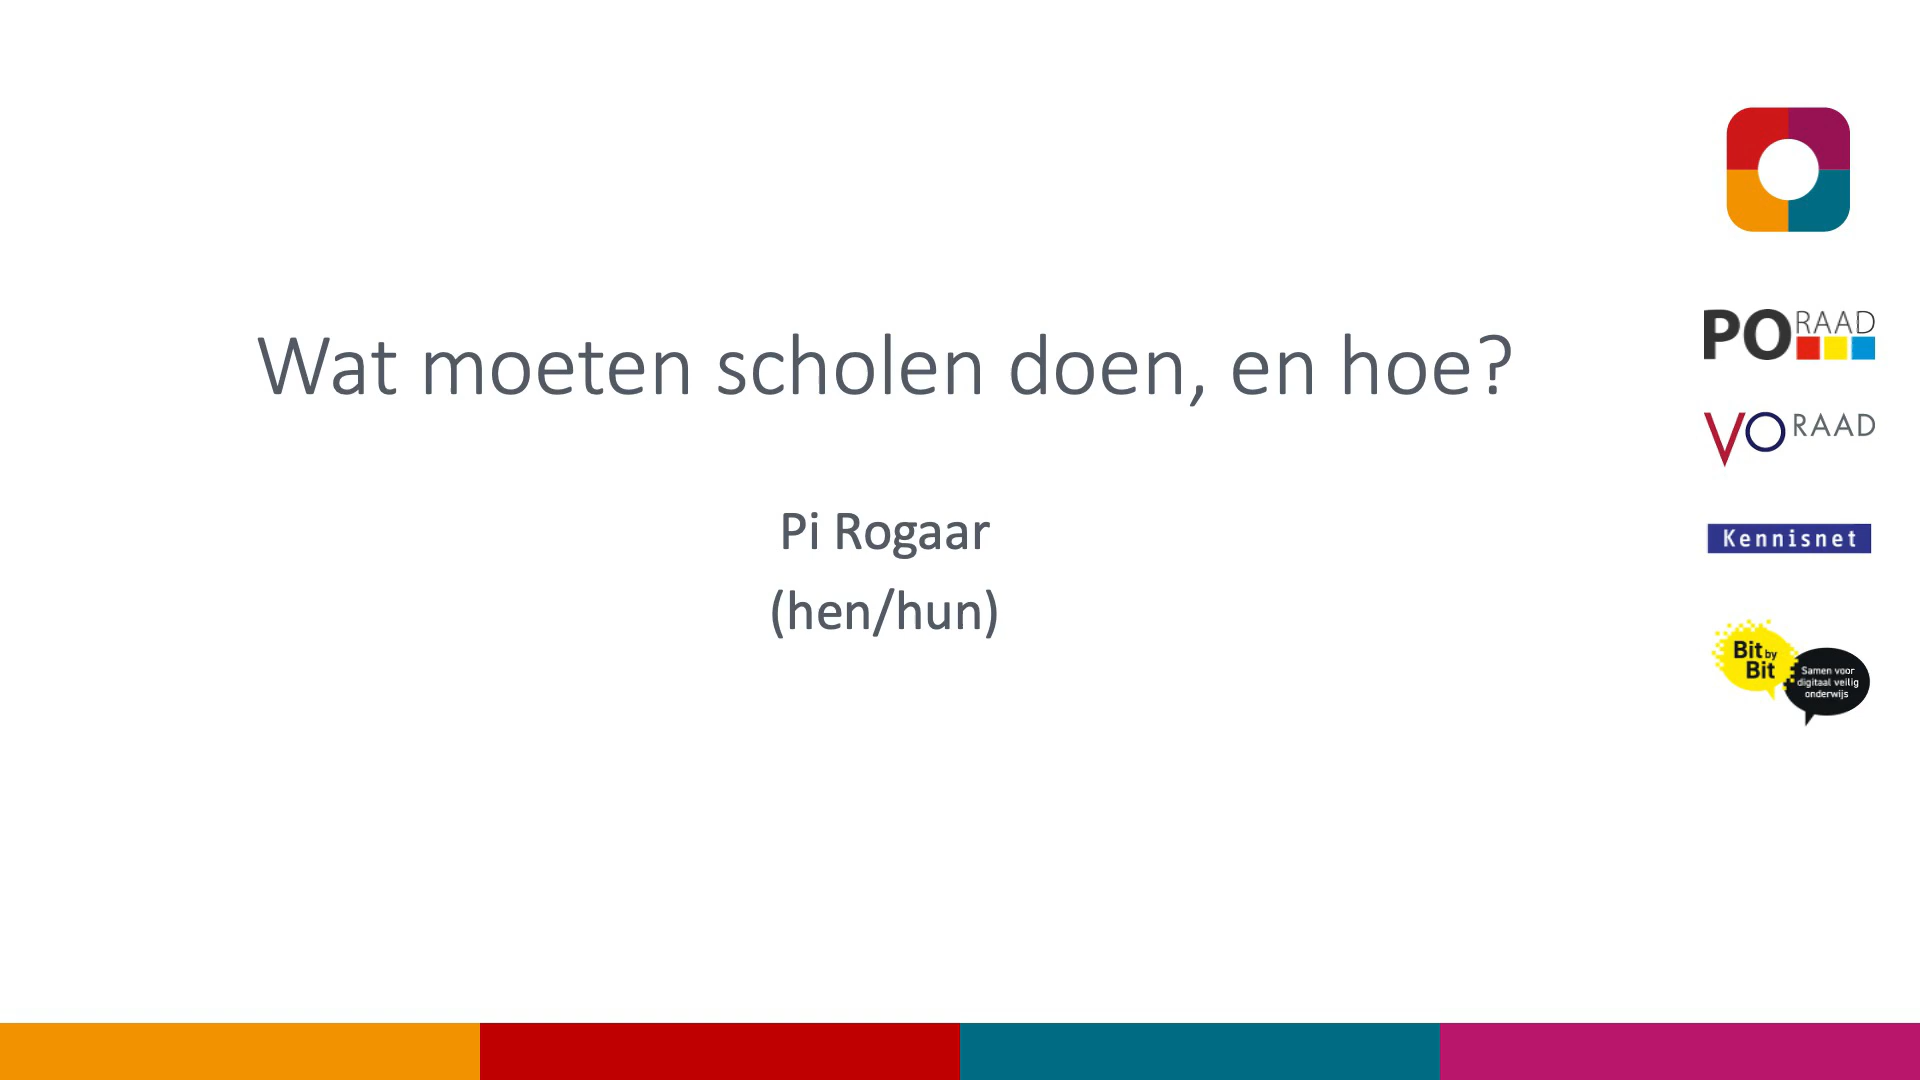 Wat moeten scholen doen, en hoe?
Pi Rogaar
(hen/hun)
PO RAAD
VO RAAD
Kennisnet
Bit by
Bit
Samen voor
digitaal veilig
onderwijs